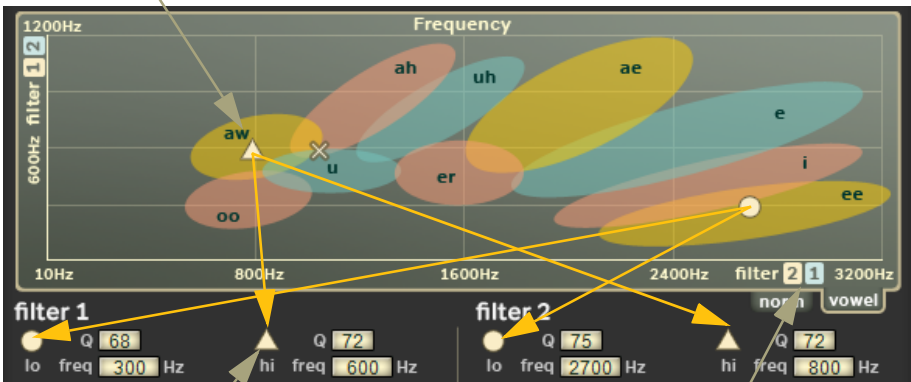 1200Hz Frequency
ah
uh
ae
e
aw
u
er
i
ee
oo
600Hz filter 1 2
10Hz 800Hz 1600Hz 2400Hz filter 2 1 3200Hz
norm vowel
filter 1 filter 2
Q 68 Q 72 Q 75 Q 72
lo freq 300 Hz hi freq 600 Hz lo freq 2700 Hz hi freq 800 Hz